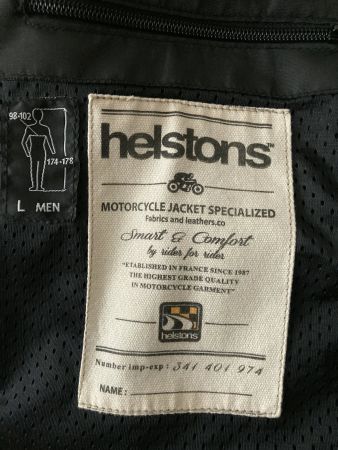 98-102
174-178
L MEN
helstons™
MOTORCYCLE JACKET SPECIALIZED
Fabrics and leathers.co
Smart & Comfort
by rider for rider
"ETABLISHED IN FRANCE SINCE 1987
THE HIGHEST GRADE QUALITY
IN MOTORCYCLE GARMENT"
helstons
Number imp-exp: 341 401 974
NAME: